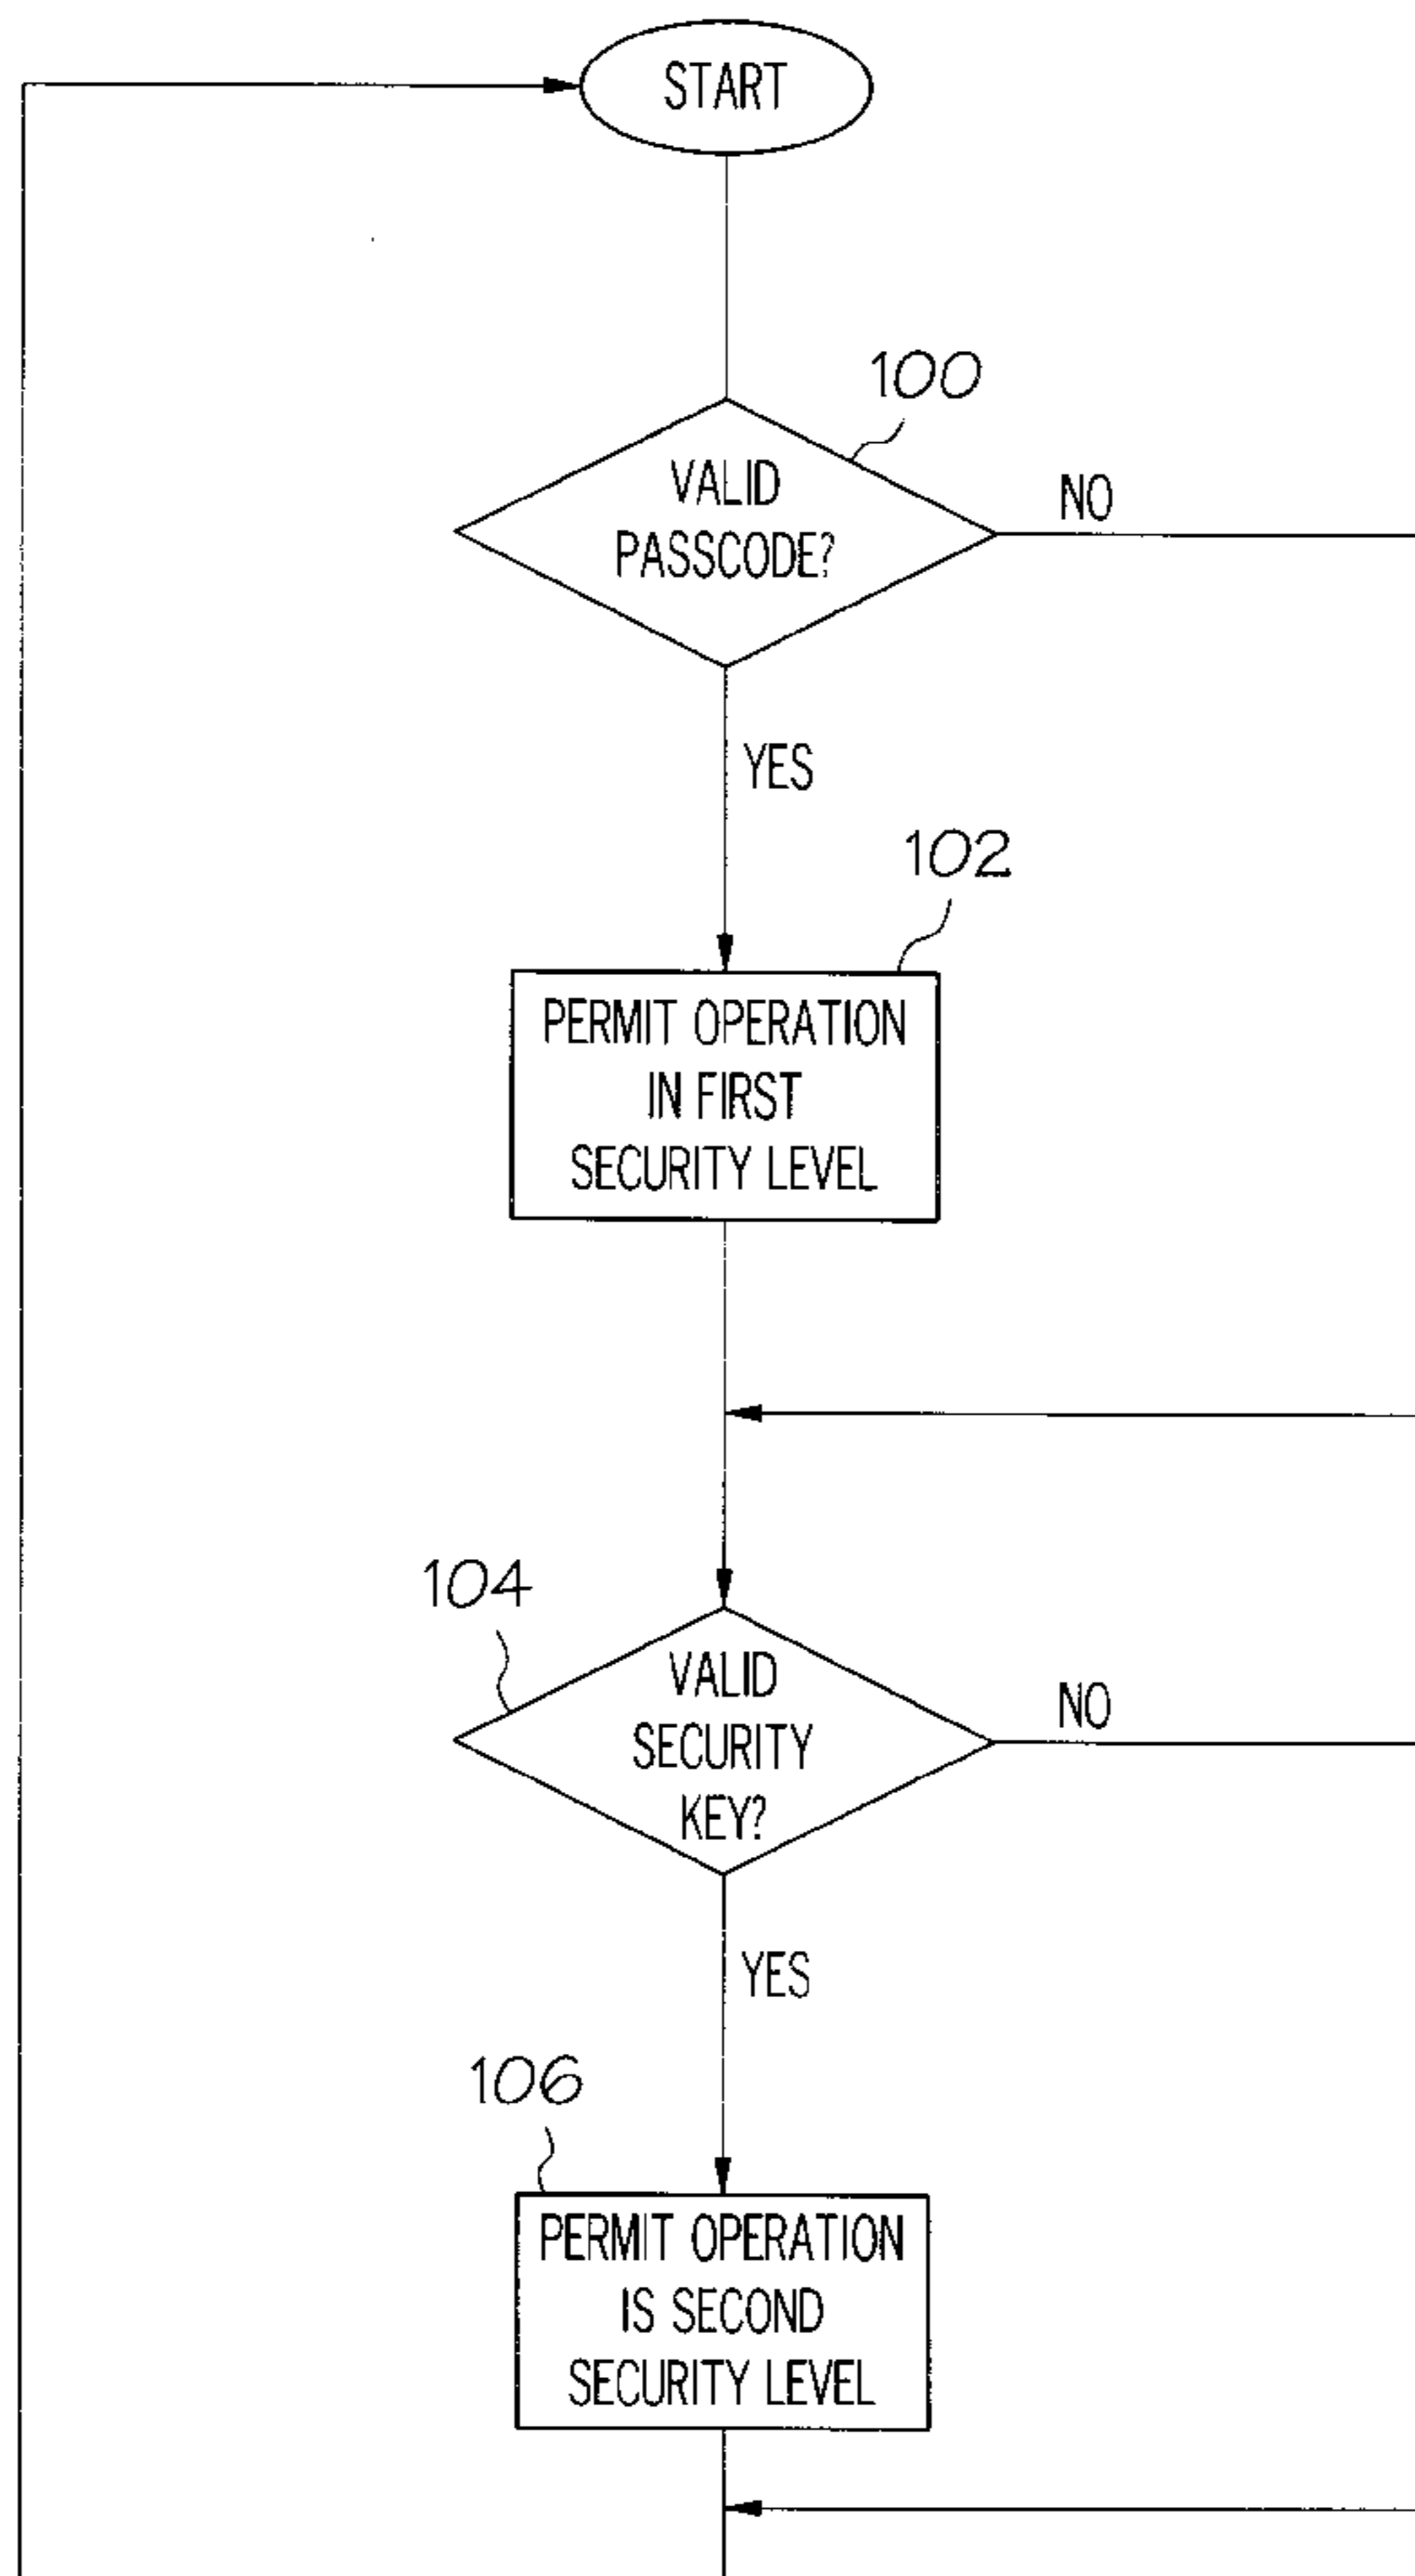 START
100
VALID
PASSCODE?
NO
YES
102
PERMIT OPERATION
IN FIRST
SECURITY LEVEL
104
VALID
SECURITY
KEY?
NO
YES
106
PERMIT OPERATION
IS SECOND
SECURITY LEVEL